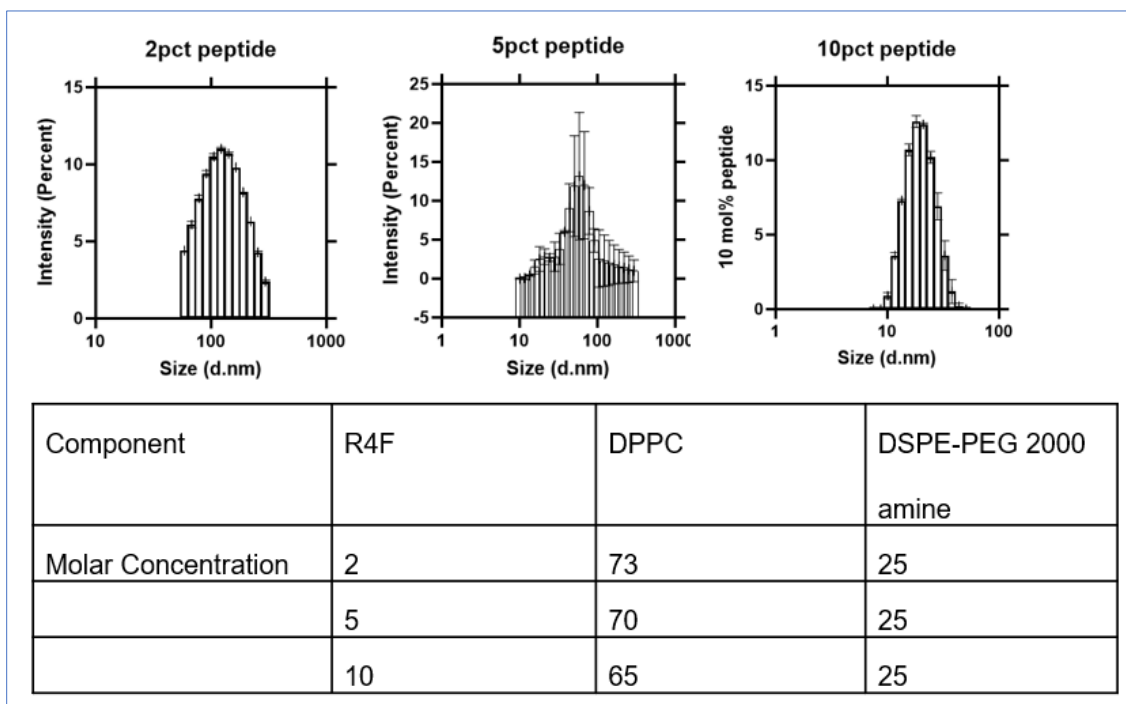 2pct peptide
15
10
5
0
Intensity (Percent)
10
100
1000
Size (d.nm)
5pct peptide
25
20
15
10
5
0
-5
Intensity (Percent)
1
10
100
100
Size (d.nm)
10pct peptide
15
10
5
0
10 mol% peptide
1
10
100
Size (d.nm)
Component R4F DPPC DSPE-PEG 2000
amine
Molar Concentration 2 73 25
5 70 25
10 65 25